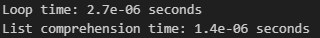 Loop time: 2.7e-06 seconds
List comprehension time: 1.4e-06 seconds